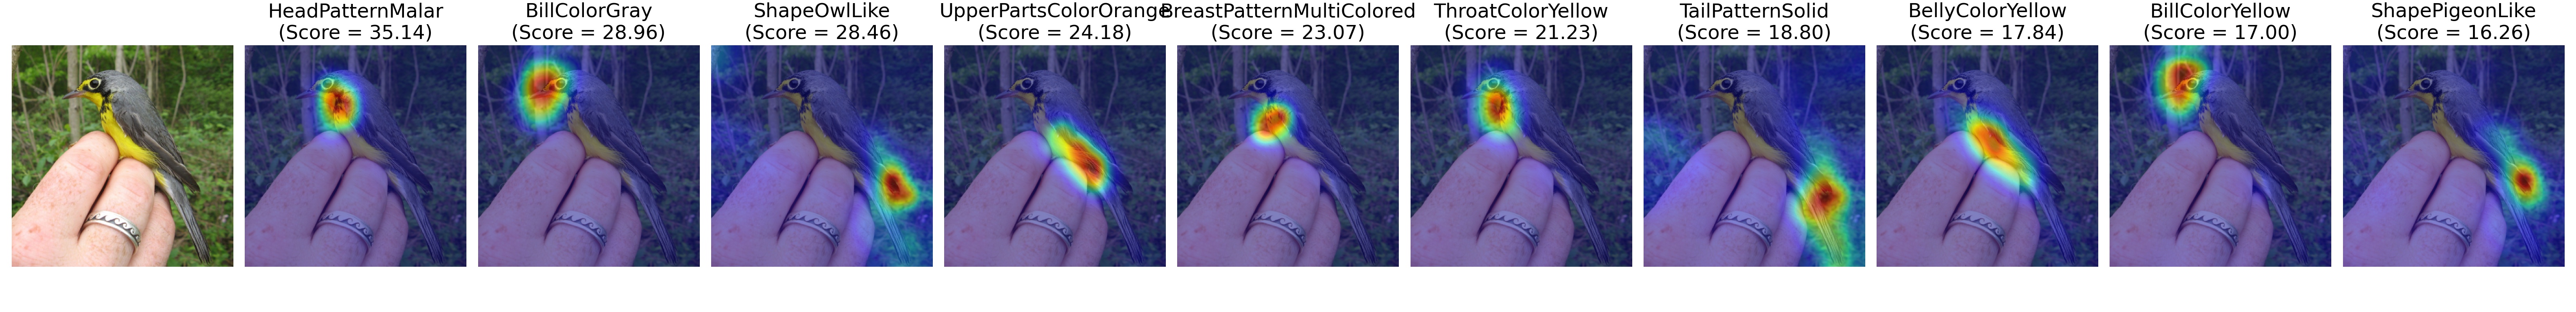 HeadPatternMalar
(Score = 35.14)
BillColorGray
(Score = 28.96)
ShapeOwlLike
(Score = 28.46)
UpperPartsColorOrange
(Score = 24.18)
BreastPatternMultiColored
(Score = 23.07)
ThroatColorYellow
(Score = 21.23)
TailPatternSolid
(Score = 18.80)
BellyColorYellow
(Score = 17.84)
BillColorYellow
(Score = 17.00)
ShapePigeonLike
(Score = 16.26)